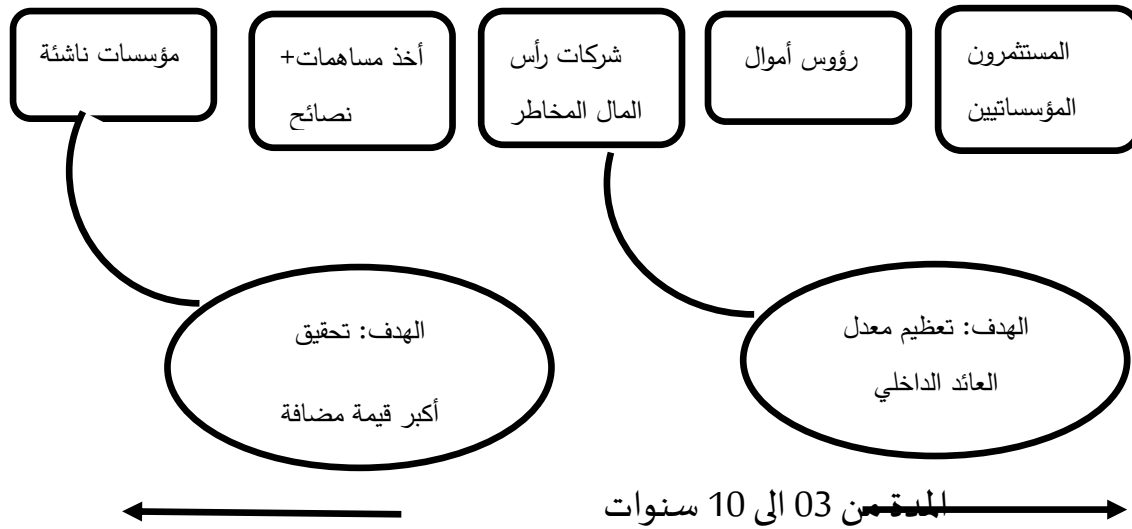 المستثمرون
المؤسساتيين
رؤوس أموال
شركات رأس
المال المخاطر
أخذ مساهمات+
نصائح
مؤسسات ناشئة
الهدف: تعظيم معدل
العائد الداخلي
الهدف: تحقيق
أكبر قيمة مضافة
المدة من 03 الى 10 سنوات